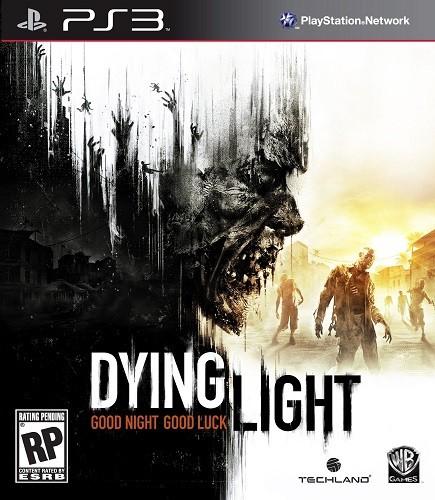 PS3
PlayStation®Network
DYING
LIGHT
GOOD NIGHT GOOD LUCK
RATING PENDING
RP
CONTENT RATED BY
ESRB
TECHLAND
WB
GAMES